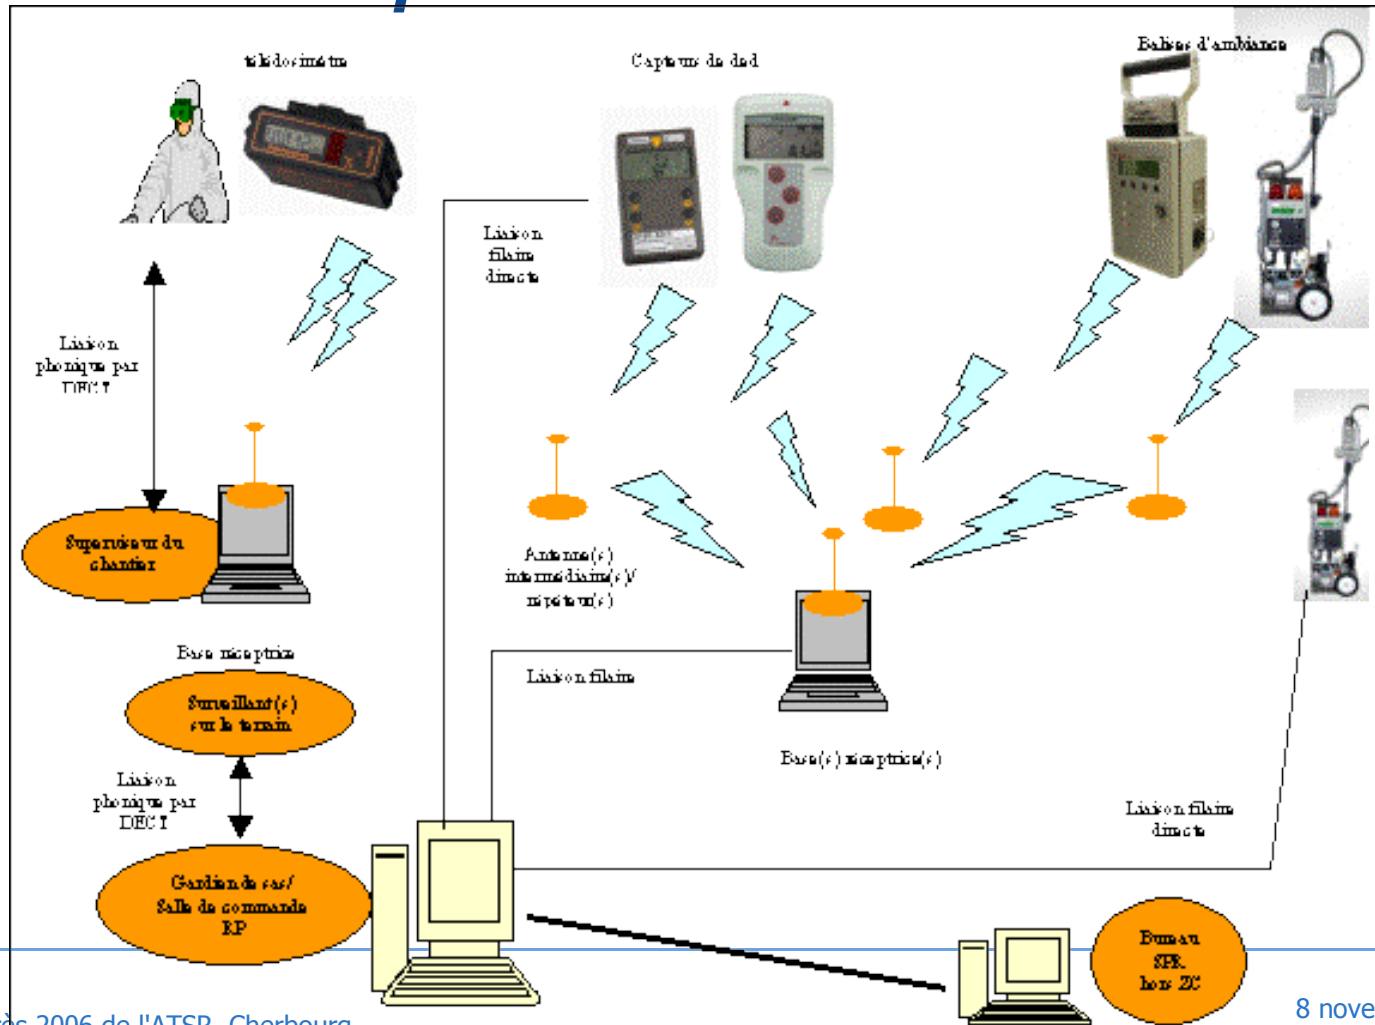 télédosimètre
Capteurs de ded
Balises d'ambiance
Liaison
filaire
directe
Liaison
phonique par
DECT
Superviseur du
chantier
Antenne(s)
intermédiaire(s)/
répéteur(s)
Base réceptrice
Liaison filaire
Surveillant(s)
sur le terrain
Base(s) réceptrice(s)
Liaison
phonique par
DECT
Liaison filaire
directe
Gardien de sas/
Salle de commande
RP
Bureau
SPR
hors ZC
2006 de l'ATSR Cherbourg
8 nove